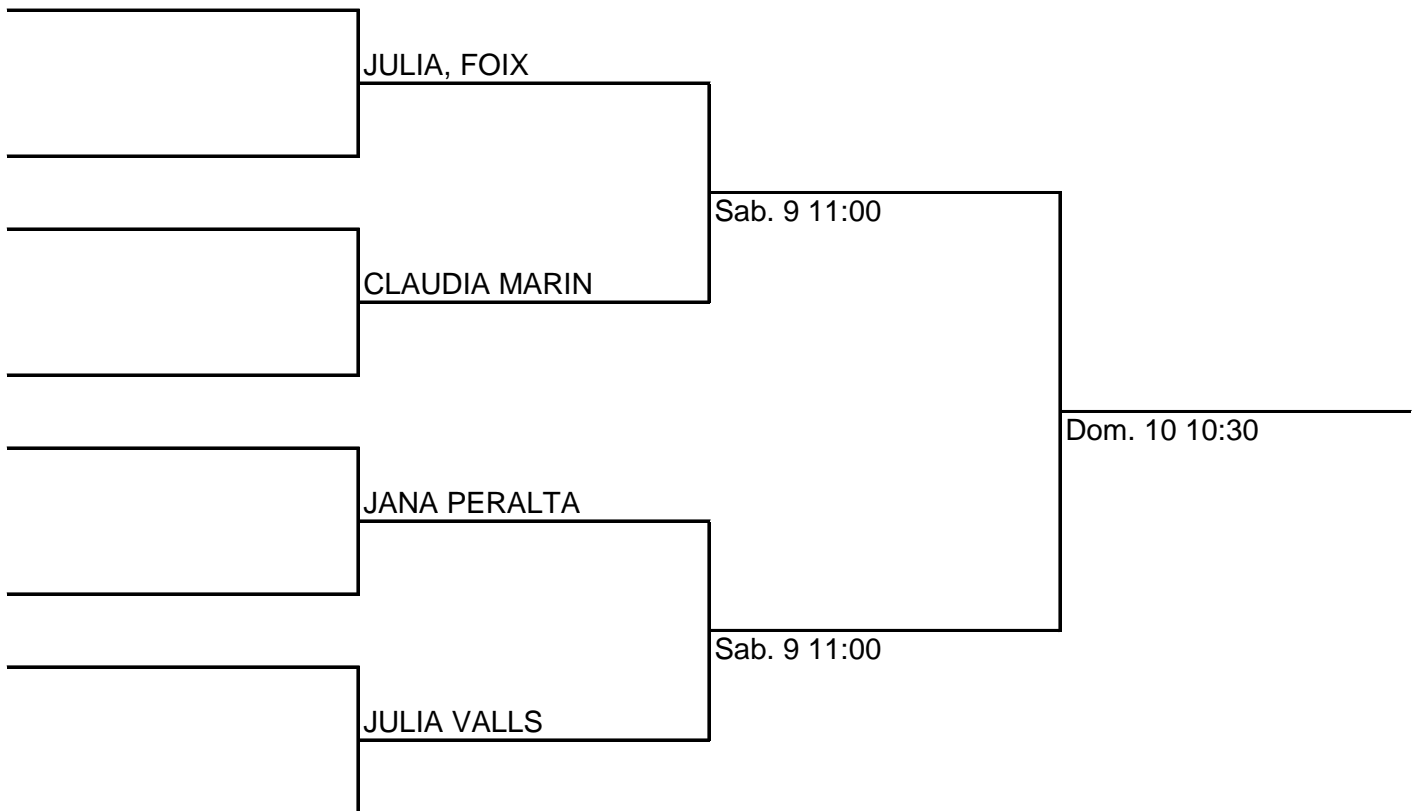 JULIA, FOIX
Sab. 9 11:00
CLAUDIA MARIN
Dom. 10 10:30
JANA PERALTA
Sab. 9 11:00
JULIA VALLS